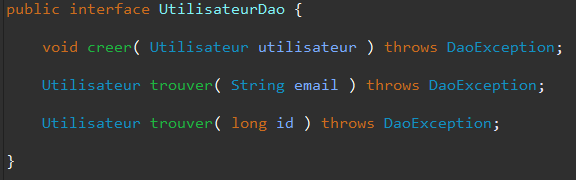 public interface UtilisateurDao {
void creer( Utilisateur utilisateur ) throws DaoException;
Utilisateur trouver( String email ) throws DaoException;
Utilisateur trouver( long id ) throws DaoException;
}